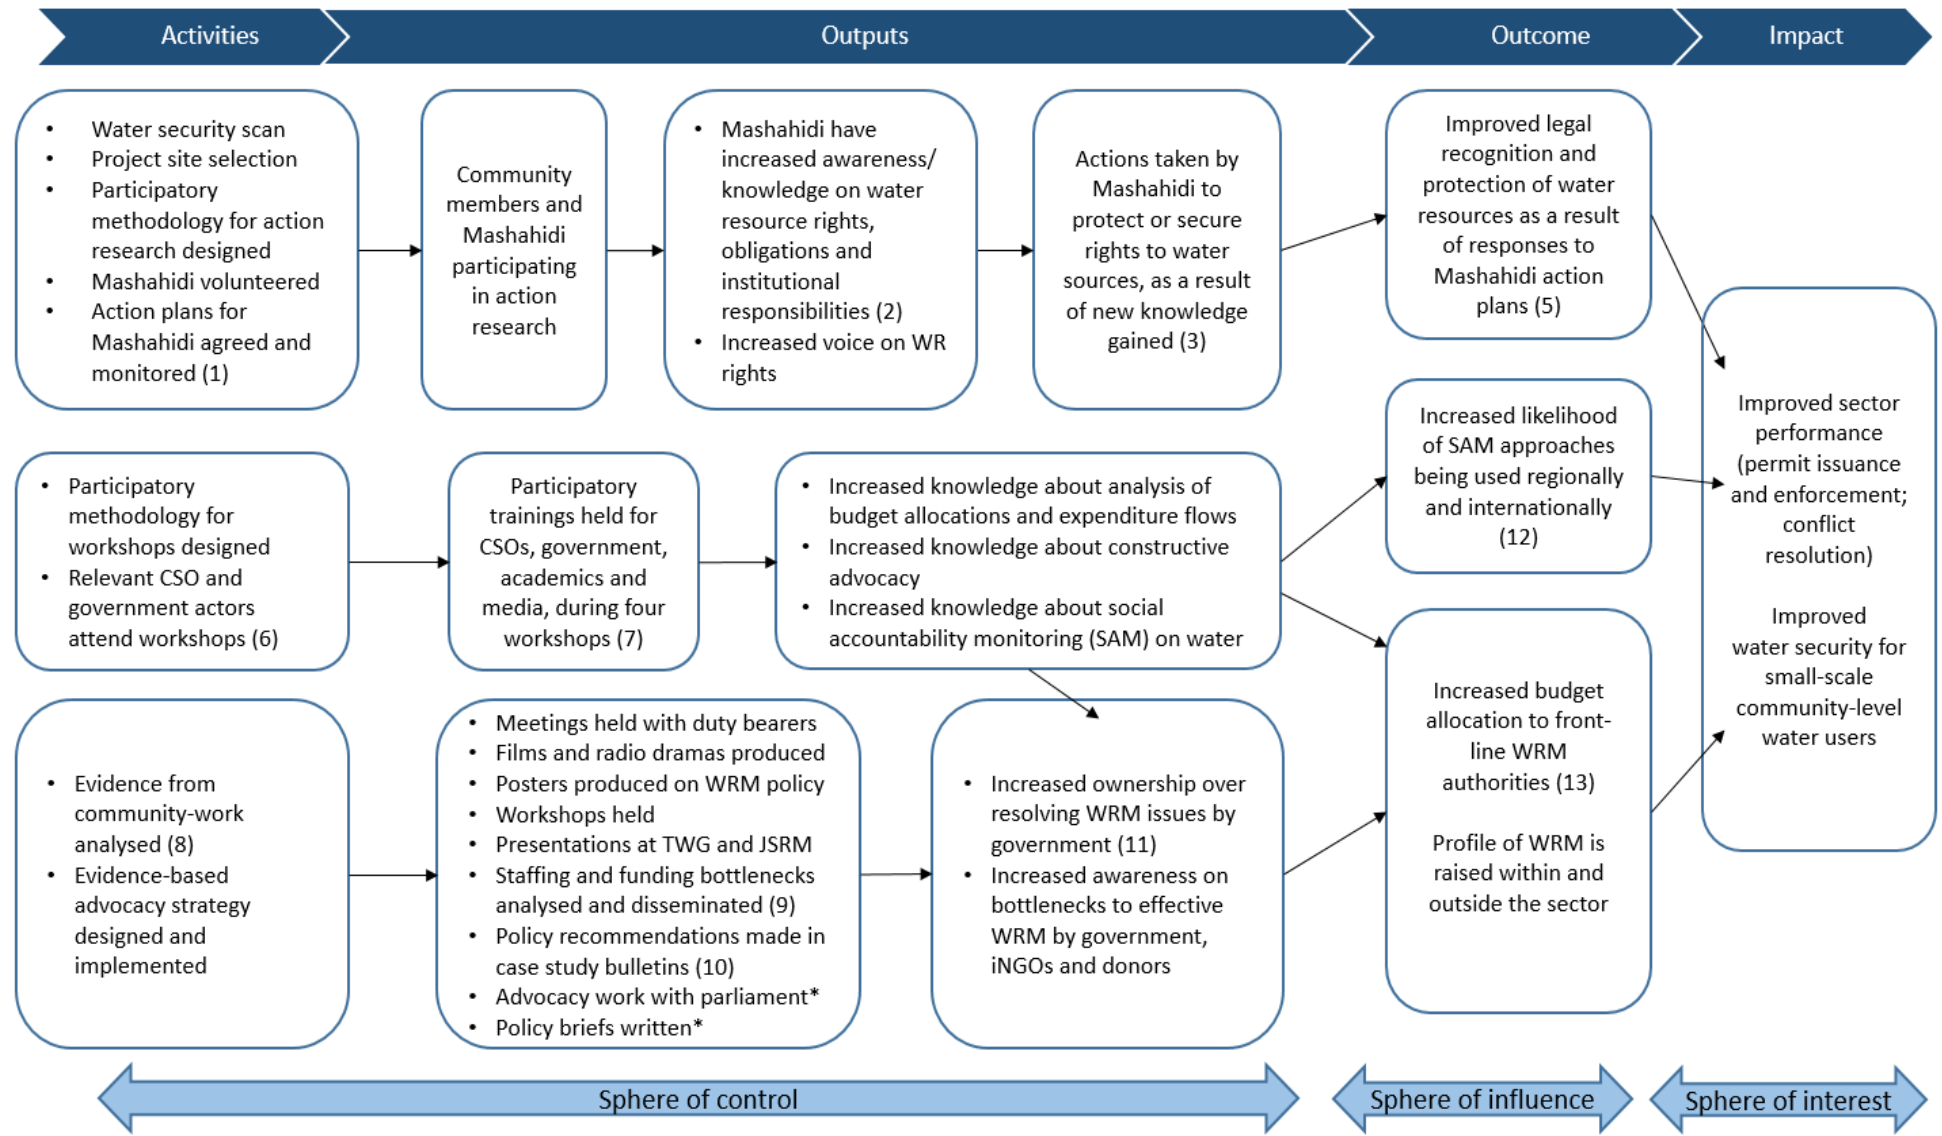 Activities
Outputs
Outcome
Impact
• Water security scan
• Project site selection
• Participatory
methodology for action
research designed
• Mashahidi volunteered
• Action plans for
Mashahidi agreed and
monitored (1)
Community
members and
Mashahidi
participating
in action
research
• Mashahidi have
increased awareness/
knowledge on water
resource rights,
obligations and
institutional
responsibilities (2)
• Increased voice on WR
rights
Actions taken by
Mashahidi to
protect or secure
rights to water
sources, as a result
of new knowledge
gained (3)
Improved legal
recognition and
protection of water
resources as a result
of responses to
Mashahidi action
plans (5)
• Participatory
methodology for
workshops designed
• Relevant CSO and
government actors
attend workshops (6)
Participatory
trainings held for
CSOs, government,
academics and
media, during four
workshops (7)
• Increased knowledge about analysis of
budget allocations and expenditure flows
• Increased knowledge about constructive
advocacy
• Increased knowledge about social
accountability monitoring (SAM) on water
Increased likelihood
of SAM approaches
being used regionally
and internationally
(12)
Improved sector
performance
(permit issuance
and enforcement;
conflict
resolution)
Improved
water security for
small-scale
community-level
water users
• Evidence from
community-work
analysed (8)
• Evidence-based
advocacy strategy
designed and
implemented
• Meetings held with duty bearers
• Films and radio dramas produced
• Posters produced on WRM policy
• Workshops held
• Presentations at TWG and JSRM
• Staffing and funding bottlenecks
analysed and disseminated (9)
• Policy recommendations made in
case study bulletins (10)
• Advocacy work with parliament*
• Policy briefs written*
• Increased ownership over
resolving WRM issues by
government (11)
• Increased awareness on
bottlenecks to effective
WRM by government,
iNGOs and donors
Increased budget
allocation to front-
line WRM
authorities (13)
Profile of WRM is
raised within and
outside the sector
Sphere of control
Sphere of influence
Sphere of interest